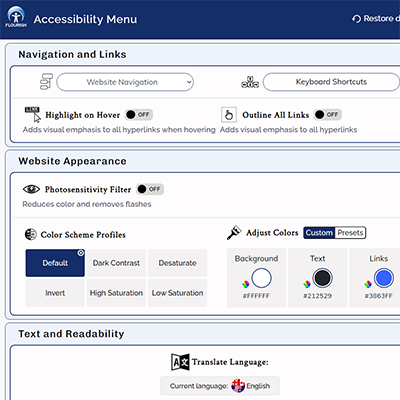 FLOURISH
Accessibility Menu
Restore d
Navigation and Links
Website Navigation
Keyboard Shortcuts
LINK
Highlight on Hover OFF
Outline All Links OFF
Adds visual emphasis to all hyperlinks when hovering
Adds visual emphasis to all hyperlinks
Website Appearance
Photosensitivity Filter OFF
Reduces color and removes flashes
Color Scheme Profiles
Adjust Colors Custom Presets
Default Dark Contrast Desaturate
Invert High Saturation Low Saturation
Background Text Links
#FFFFFF #212529 #3863FF
Text and Readability
Translate Language:
Current language: English